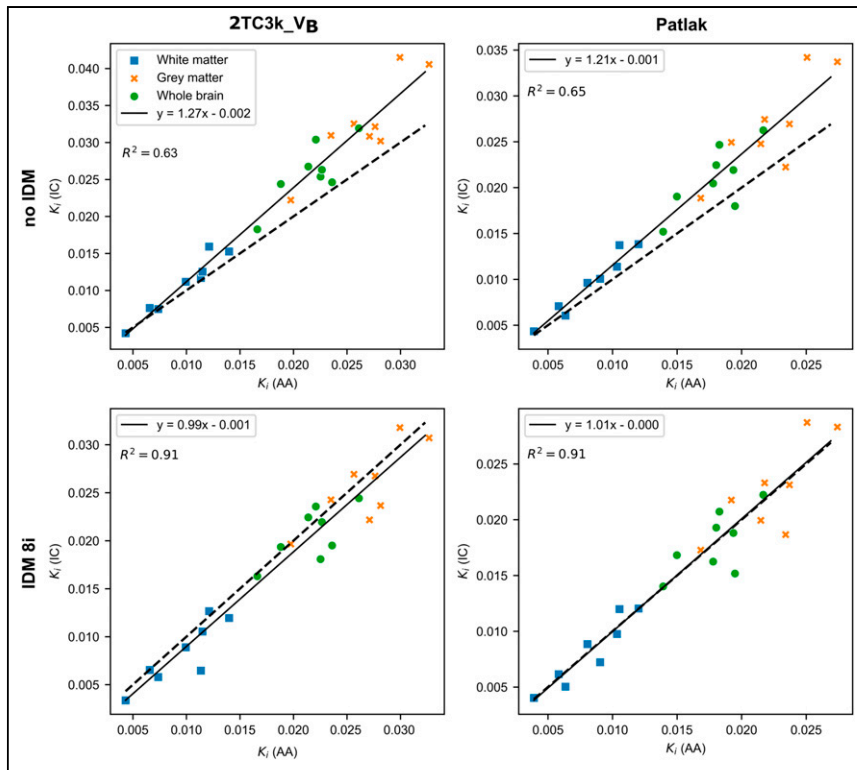 2TC3k_VB
Patlak
no IDM
White matter
Grey matter
Whole brain
y = 1.27x - 0.002
R² = 0.63
0.040
0.035
0.030
0.025
0.020
0.015
0.010
0.005
Ki (IC)
0.005 0.010 0.015 0.020 0.025 0.030
Ki (AA)
y = 1.21x - 0.001
R² = 0.65
0.035
0.030
0.025
0.020
0.015
0.010
0.005
Ki (IC)
0.005 0.010 0.015 0.020 0.025
Ki (AA)
IDM 8i
y = 0.99x - 0.001
R² = 0.91
0.030
0.025
0.020
0.015
0.010
0.005
Ki (IC)
0.005 0.010 0.015 0.020 0.025 0.030
Ki (AA)
y = 1.01x - 0.000
R² = 0.91
0.025
0.020
0.015
0.010
0.005
Ki (IC)
0.005 0.010 0.015 0.020 0.025
Ki (AA)